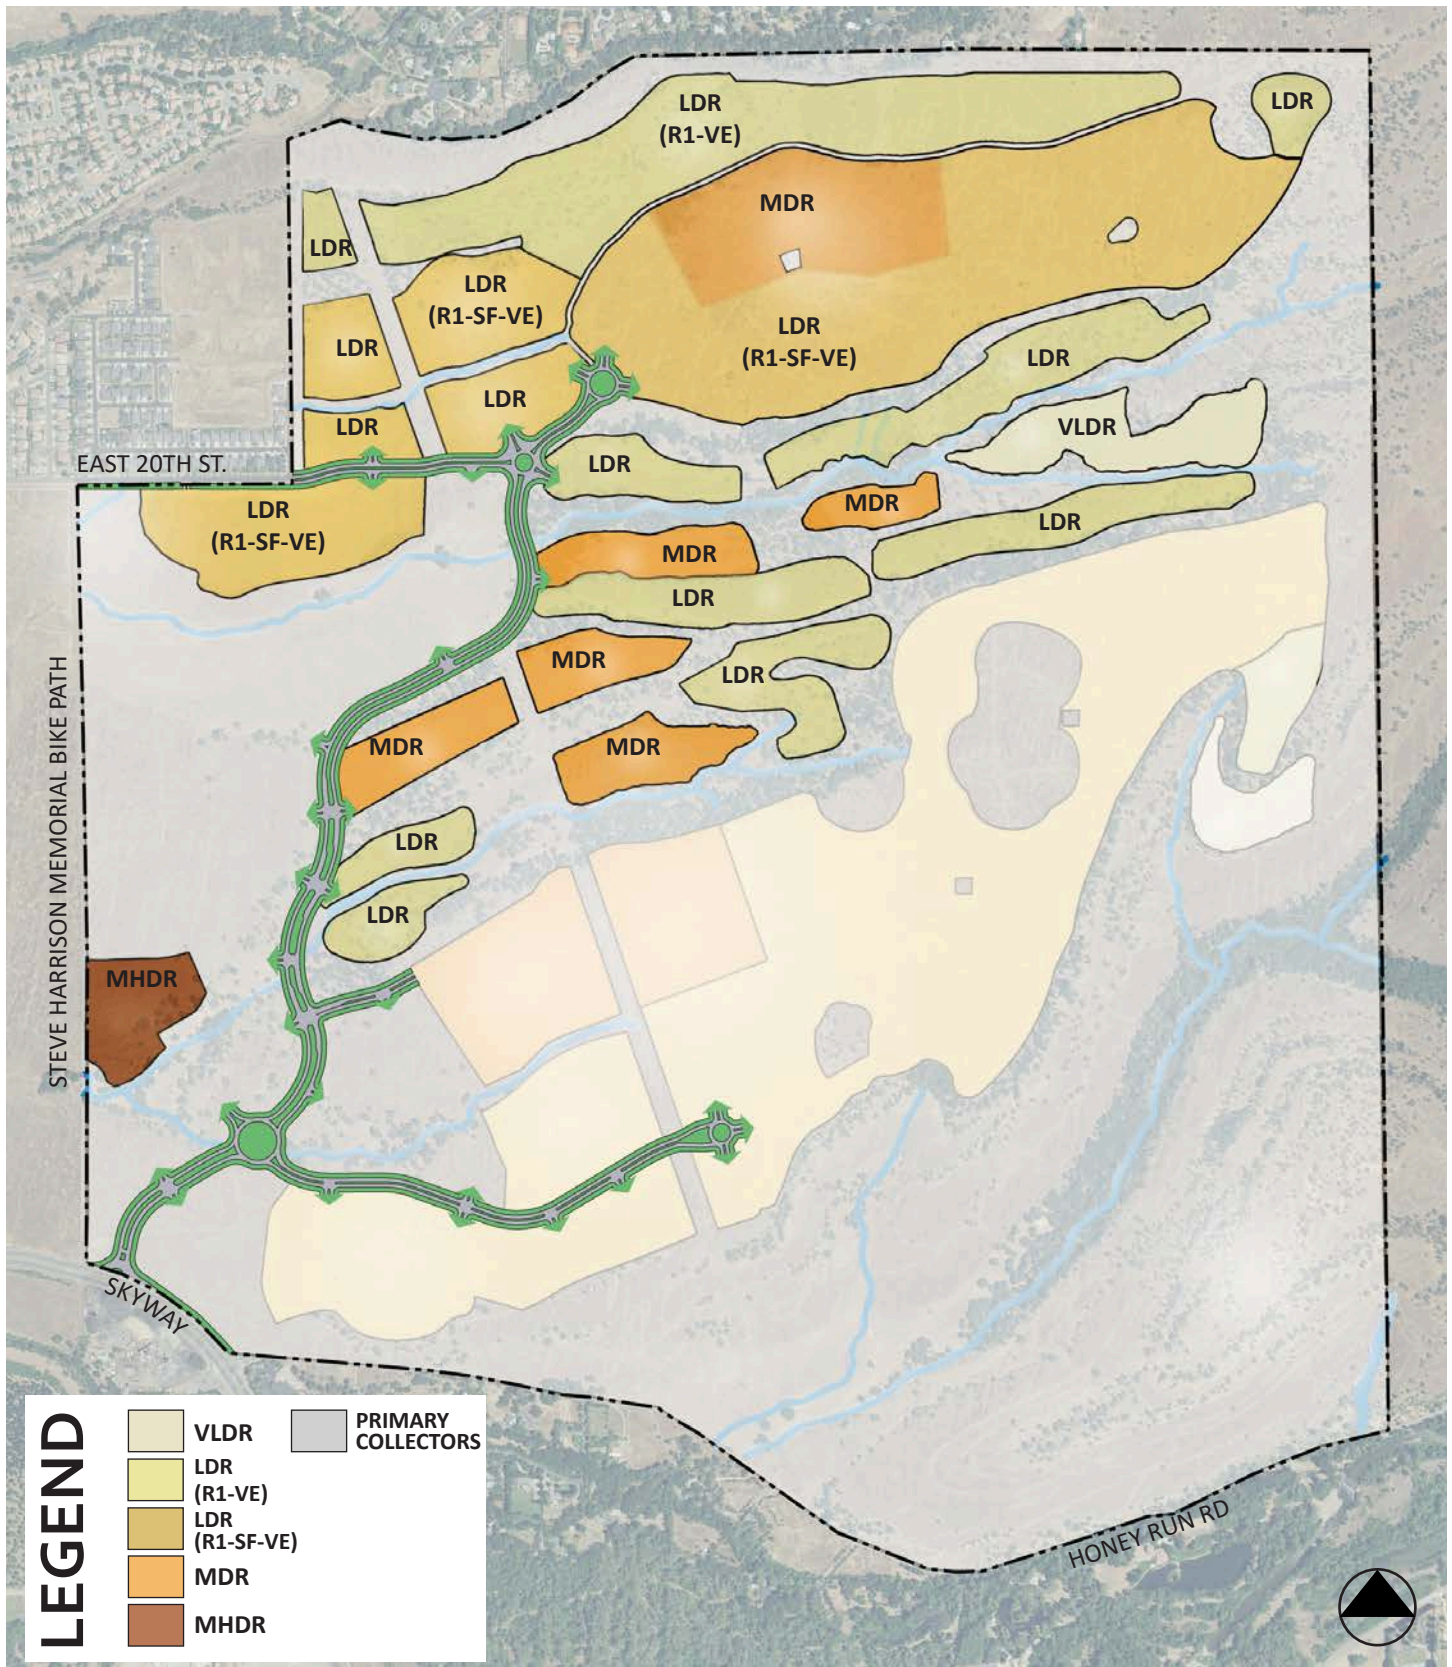 LDR
(R1-VE)
LDR
MDR
LDR
LDR
(R1-SF-VE)
LDR
LDR
(R1-SF-VE)
LDR
LDR
LDR
VLDR
EAST 20TH ST.
LDR
MDR
LDR
(R1-SF-VE)
LDR
MDR
LDR
MDR
LDR
MDR
MDR
LDR
LDR
MHDR
STEVE HARRISON MEMORIAL BIKE PATH
SKYWAY
HONEY RUN RD
LEGEND
VLDR
LDR
(R1-VE)
LDR
(R1-SF-VE)
MDR
MHDR
PRIMARY
COLLECTORS